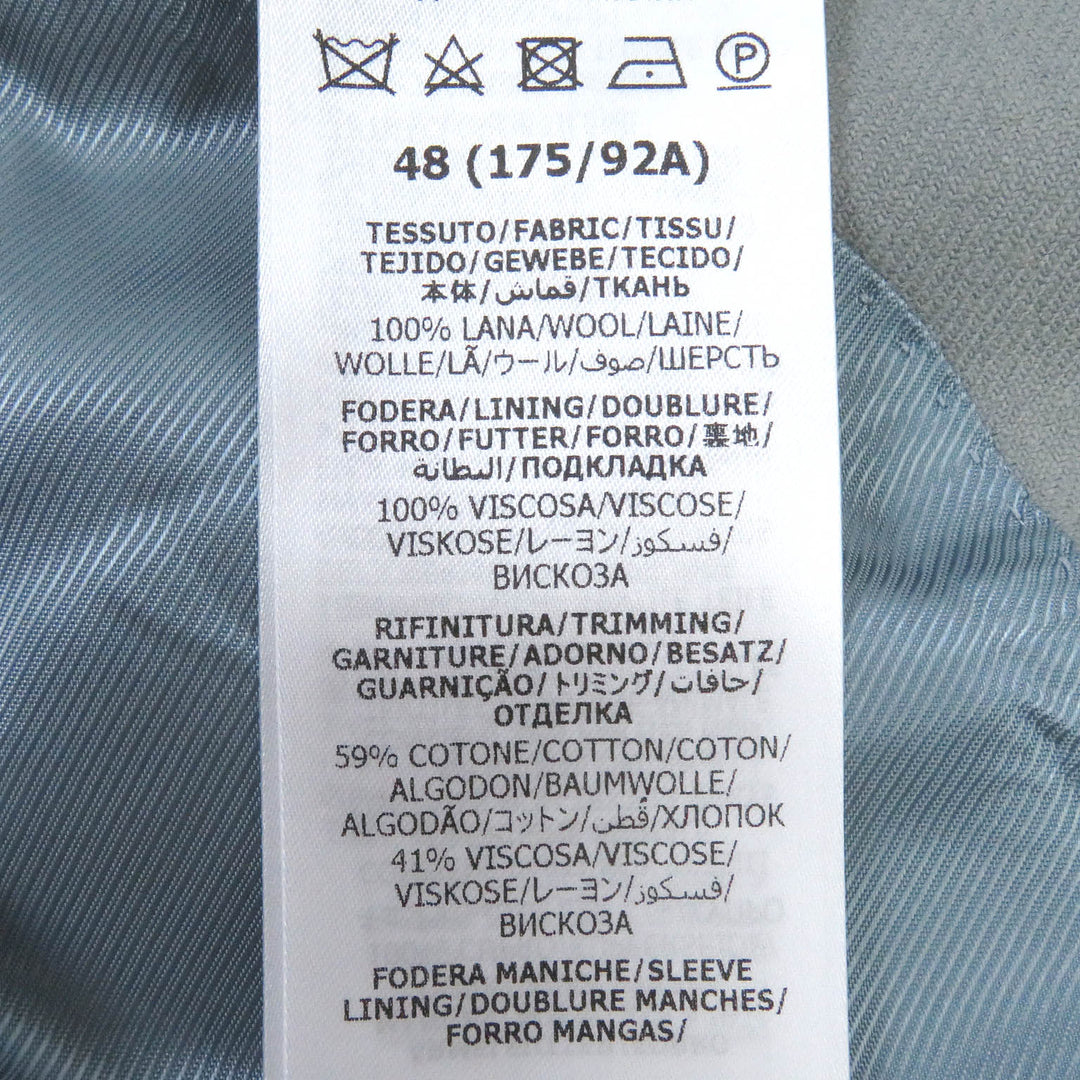 48 (175/92A)
TESSUTO/FABRIC/TISSU/
TEJIDO/GEWEBE/TECIDO/
本体/قماش/ТКАНЬ
100% LANA/WOOL/LAINE/
WOLLE/LÃ/ウール/صوف/ШЕРСТЬ
FODERA/LINING/DOUBLURE/
FORRO/FUTTER/FORRO/裏地/
البطانة/ПОДКЛАДКА
100% VISCOSA/VISCOSE/
VISKOSE/レーヨン/فسكوز/
ВИСКОЗА
RIFINITURA/TRIMMING/
GARNITURE/ADORNO/BESATZ/
GUARNIÇÃO/トリミング/حافات/
ОТДЕЛКА
59% COTONE/COTTON/COTON/
ALGODON/BAUMWOLLE/
ALGODÃO/コットン/قُطن/ХЛОПОК
41% VISCOSA/VISCOSE/
VISKOSE/レーヨン/فسكوز/
ВИСКОЗА
FODERA MANICHE/SLEEVE
LINING/DOUBLURE MANCHES/
FORRO MANGAS/